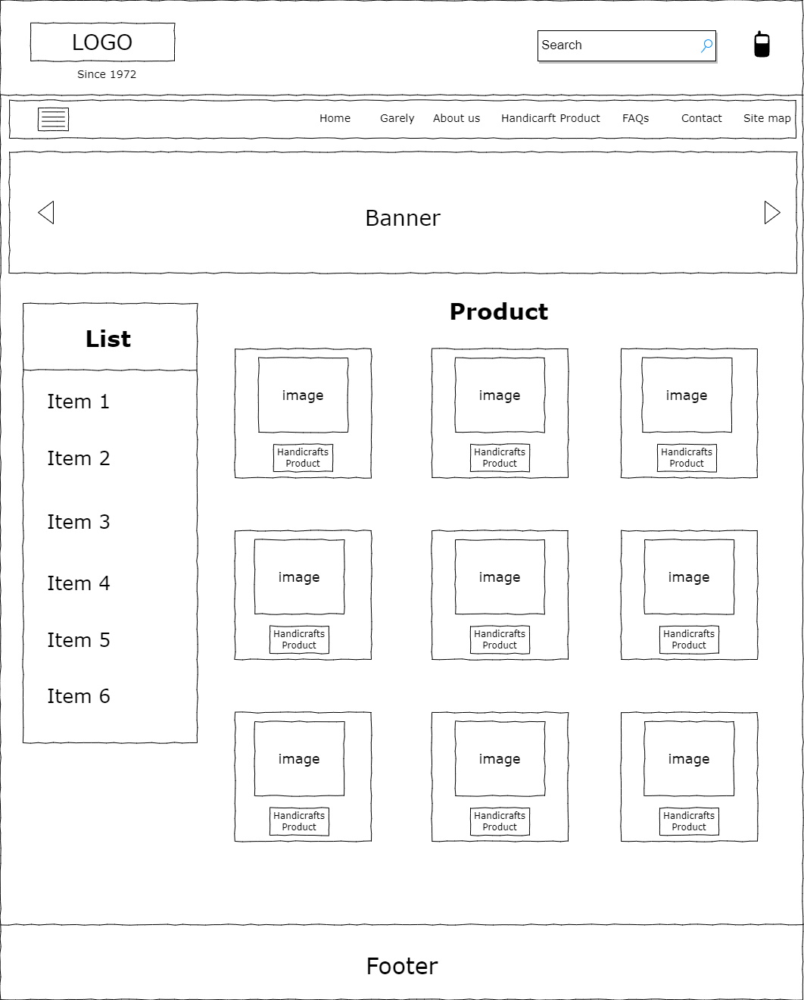 LOGO
Since 1972
Search
Home Garely About us Handicarft Product FAQs Contact Site map
Banner
List
Item 1
Item 2
Item 3
Item 4
Item 5
Item 6
Product
image image image
Handicrafts Handicrafts Handicrafts
Product Product Product
image image image
Handicrafts Handicrafts Handicrafts
Product Product Product
image image image
Handicrafts Handicrafts Handicrafts
Product Product Product
Footer